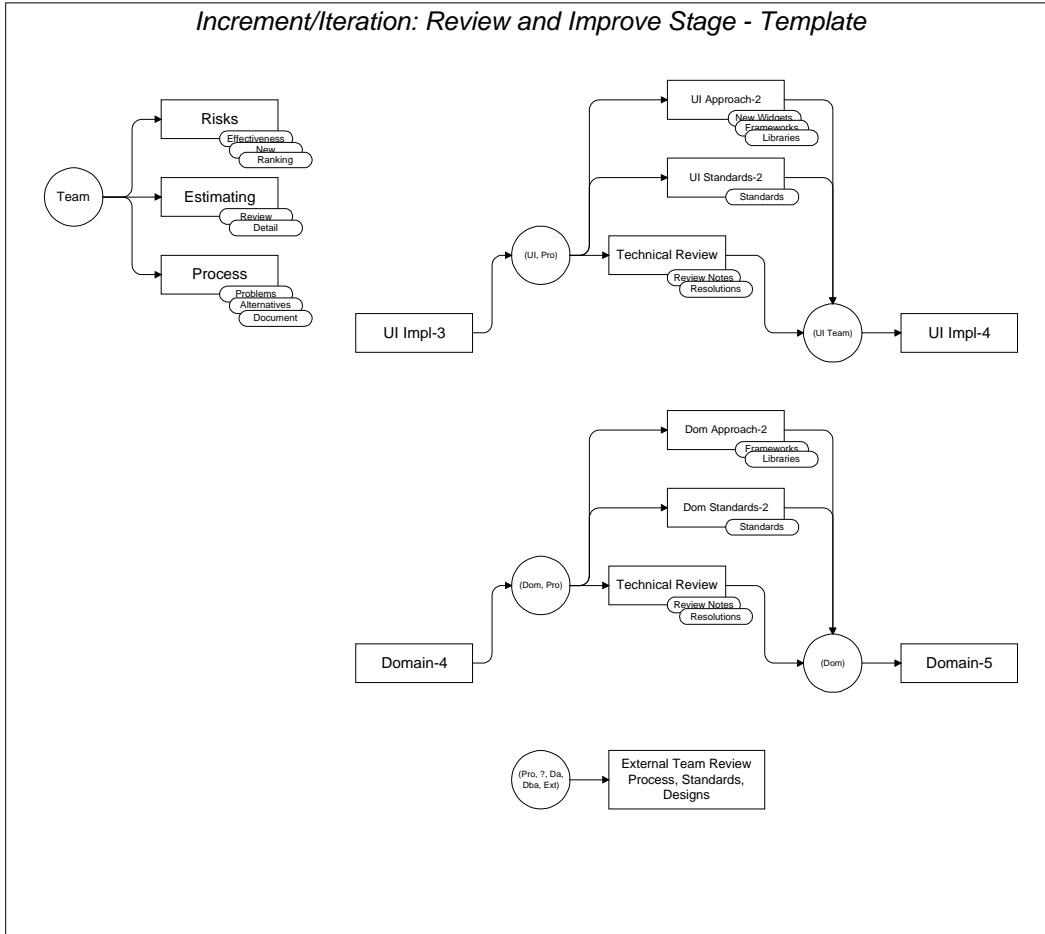 Increment/Iteration: Review and Improve Stage - Template
Team
Risks
Effectiveness
New
Ranking
Estimating
Review
Detail
Process
Problems
Alternatives
Document
UI Approach-2
New Widgets
Frameworks
Libraries
UI Standards-2
Standards
(UI, Pro)
Technical Review
Review Notes
Resolutions
UI Impl-3
(UI Team)
UI Impl-4
Dom Approach-2
Frameworks
Libraries
Dom Standards-2
Standards
(Dom, Pro)
Technical Review
Review Notes
Resolutions
Domain-4
(Dom)
Domain-5
(Pro, ?, Da,
Dba, Ext)
External Team Review
Process, Standards,
Designs